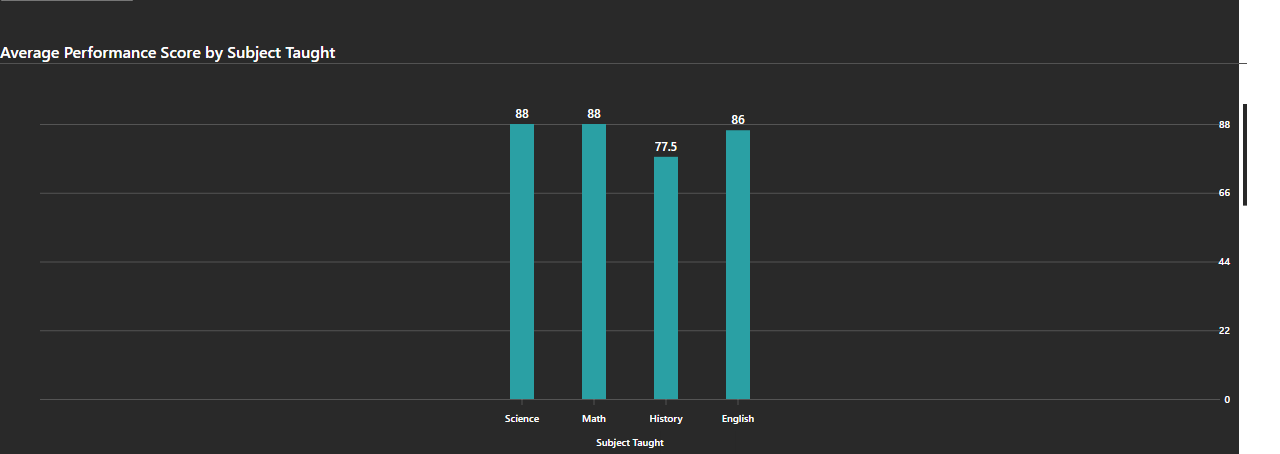 Average Performance Score by Subject Taught
88 88
86
77.5
88
66
44
22
0
Science Math History English
Subject Taught